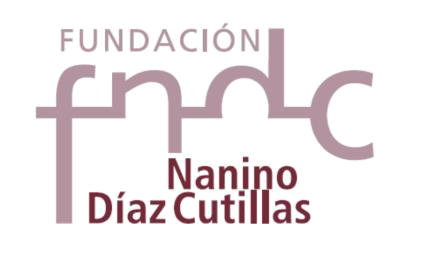 FUNDACIÓN
fndc
Nanino
Díaz Cutillas